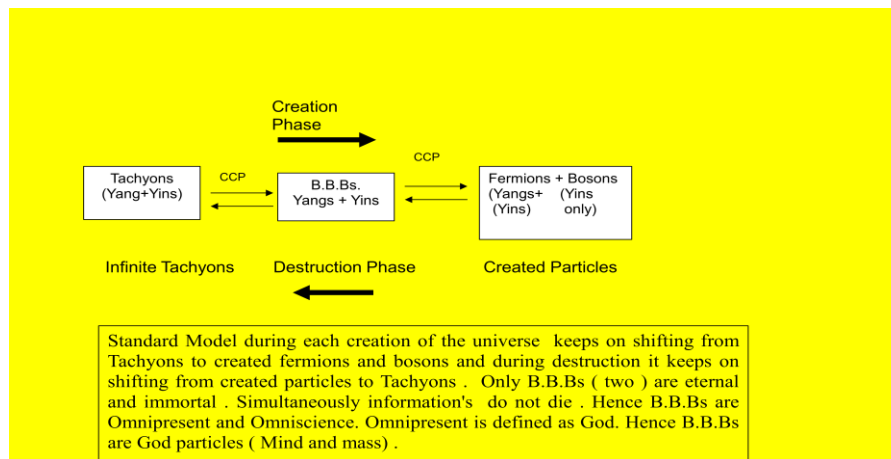 Creation
Phase
CCP
CCP
Tachyons
(Yang+Yins)
B.B.Bs.
Yangs + Yins
Fermions + Bosons
(Yangs+ (Yins
(Yins) only)
Infinite Tachyons
Destruction Phase
Created Particles
Standard Model during each creation of the universe keeps on shifting from
Tachyons to created fermions and bosons and during destruction it keeps on
shifting from created particles to Tachyons . Only B.B.Bs ( two ) are eternal
and immortal . Simultaneously information's do not die . Hence B.B.Bs are
Omnipresent and Omniscience. Omnipresent is defined as God. Hence B.B.Bs
are God particles ( Mind and mass) .